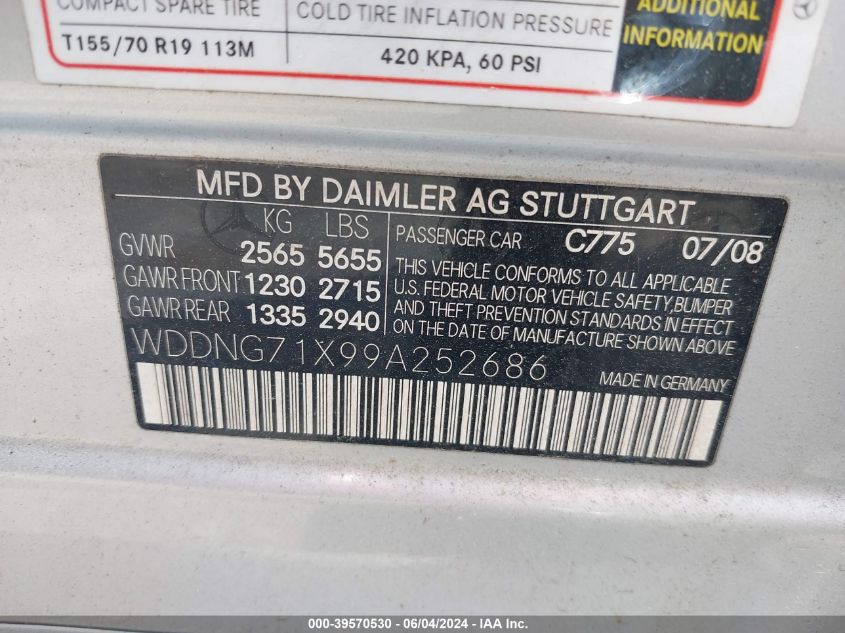 COMPACT SPARE TIRE
COLD TIRE INFLATION PRESSURE
T155/70 R19 113M
420 KPA, 60 PSI
ADDITIONAL
INFORMATION
MFD BY DAIMLER AG STUTTGART
KG LBS
GVWR 2565 5655
GAWR FRONT 1230 2715
GAWR REAR 1335 2940
PASSENGER CAR C775 07/08
THIS VEHICLE CONFORMS TO ALL APPLICABLE
U.S. FEDERAL MOTOR VEHICLE SAFETY,BUMPER
AND THEFT PREVENTION STANDARDS IN EFFECT
ON THE DATE OF MANUFACTURE SHOWN ABOVE
WDDNG71X99A252686
MADE IN GERMANY
000-39570530 - 06/04/2024 - IAA Inc.